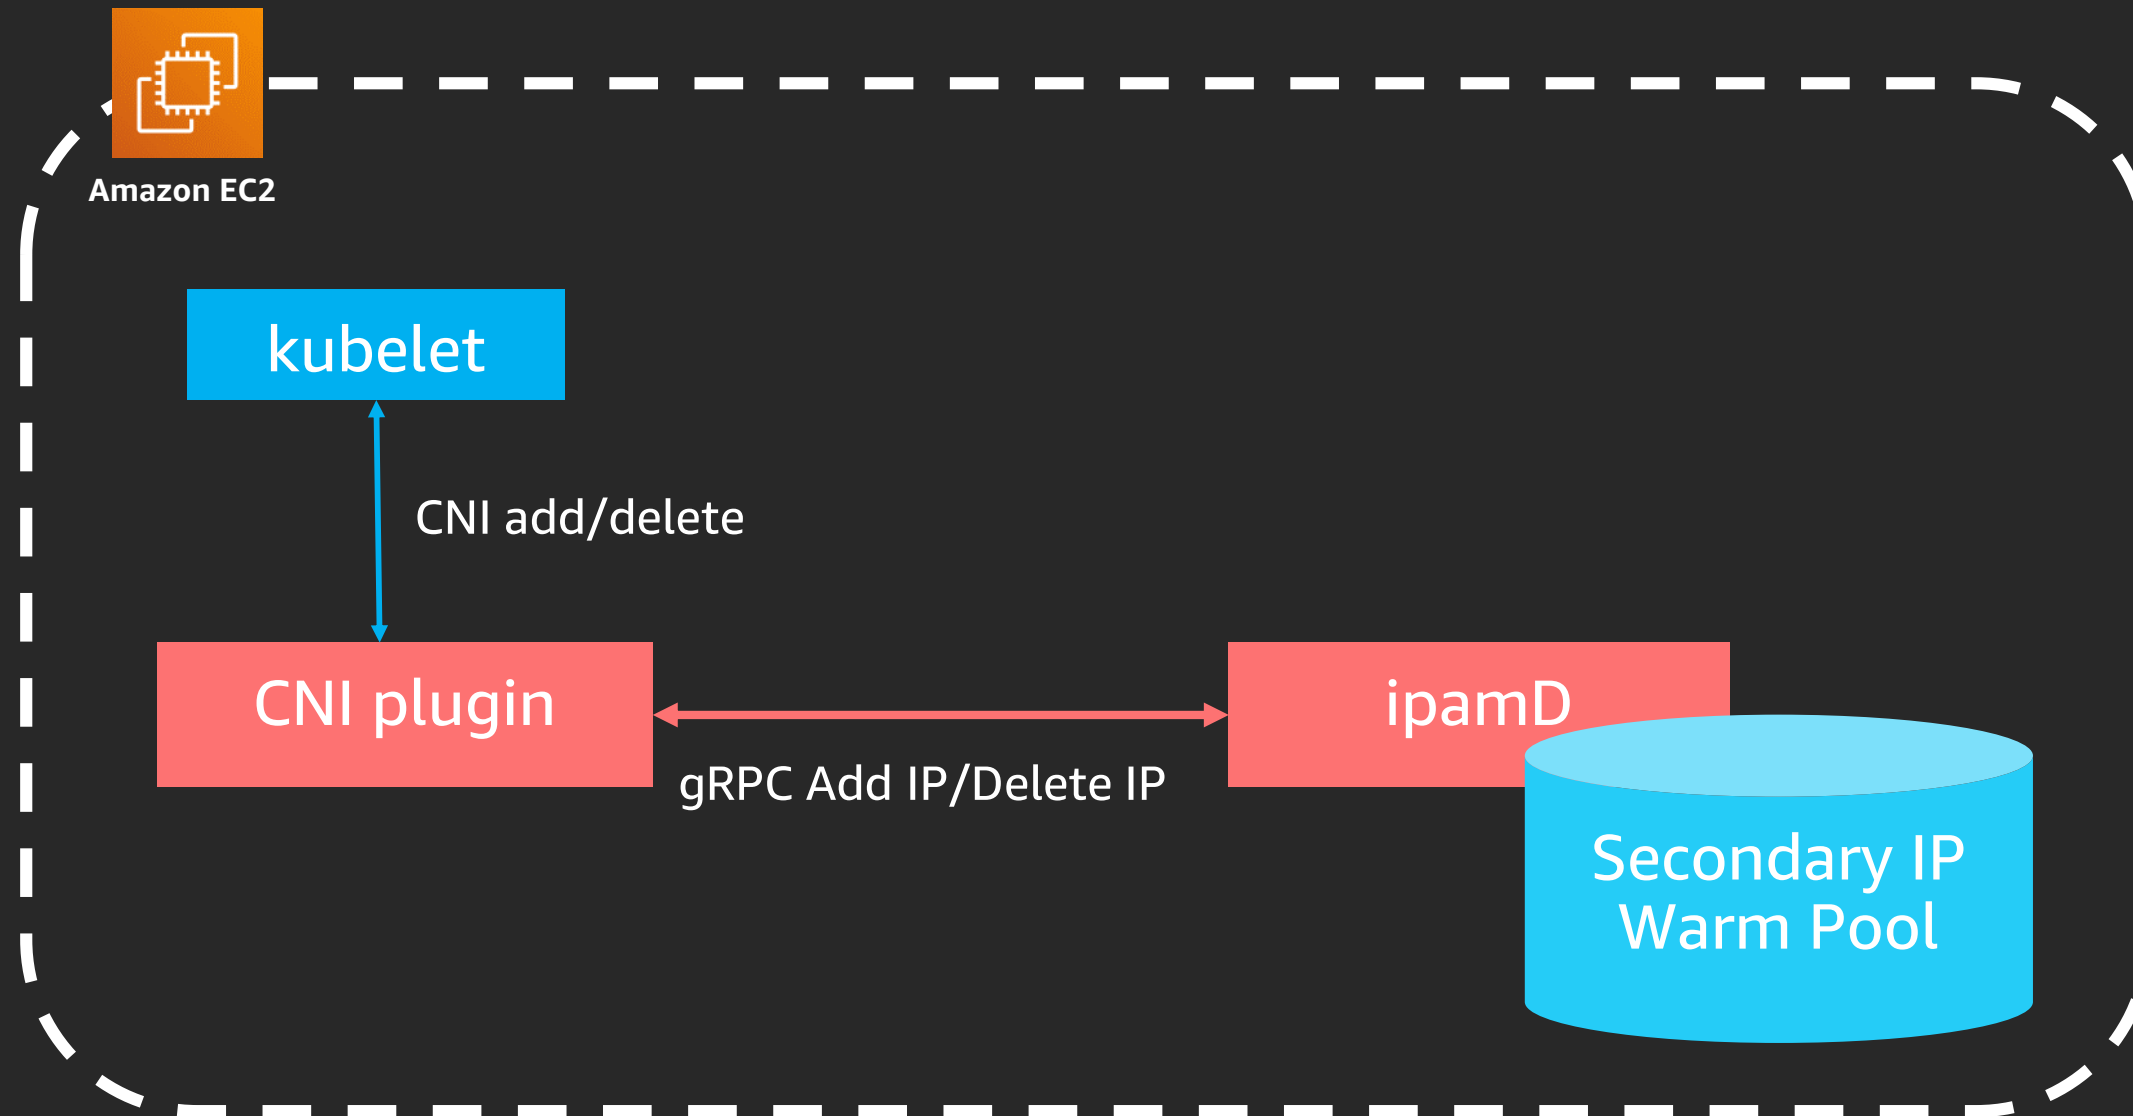 Amazon EC2
kubelet
CNI add/delete
CNI plugin
ipamD
gRPC Add IP/Delete IP
Secondary IP
Warm Pool